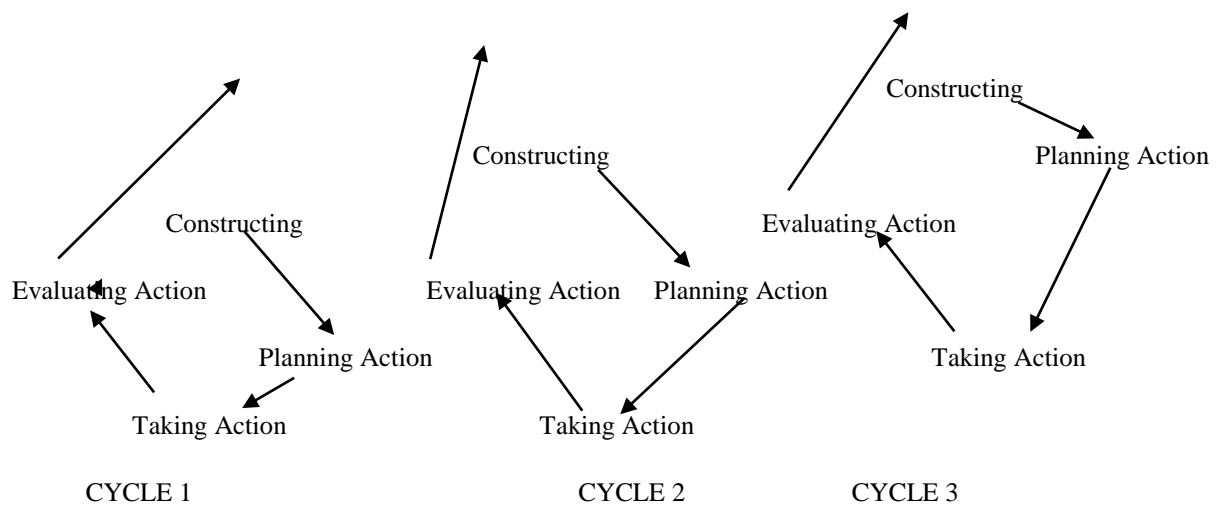 Constructing
Planning Action
Evaluating Action
Taking Action
CYCLE 1
Constructing
Planning Action
Evaluating Action
Taking Action
CYCLE 2
Constructing
Planning Action
Evaluating Action
Taking Action
CYCLE 3